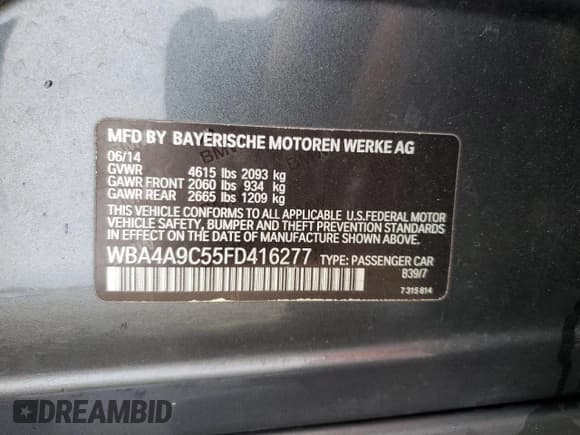 MFD BY BAYERISCHE MOTOREN WERKE AG
06/14
GVWR 4615 lbs 2093 kg
GAWR FRONT 2060 lbs 934 kg
GAWR REAR 2665 lbs 1209 kg
THIS VEHICLE CONFORMS TO ALL APPLICABLE U.S.FEDERAL MOTOR
VEHICLE SAFETY, BUMPER AND THEFT PREVENTION STANDARDS
IN EFFECT ON THE DATE OF MANUFACTURE SHOWN ABOVE.
WBA4A9C55FD416277 TYPE: PASSENGER CAR
B39/7
7 315 814
DREAMBID